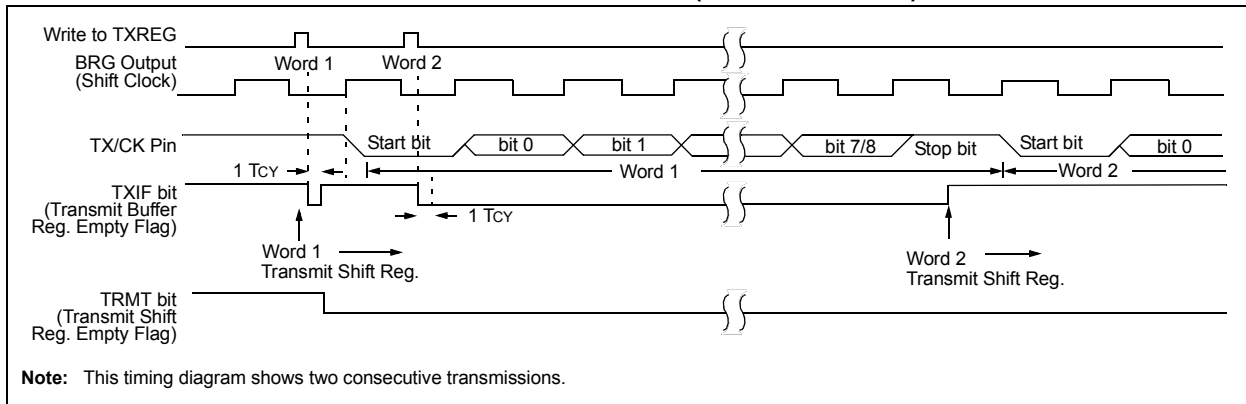 Write to TXREG
Word 1 Word 2
BRG Output
(Shift Clock)
TX/CK Pin
Start bit bit 0 bit 1 bit 7/8 Stop bit Start bit bit 0
Word 1 Word 2
1 TCY
TXIF bit
(Transmit Buffer
Reg. Empty Flag)
1 TCY
Word 1
Transmit Shift Reg.
Word 2
Transmit Shift Reg.
TRMT bit
(Transmit Shift
Reg. Empty Flag)
Note: This timing diagram shows two consecutive transmissions.